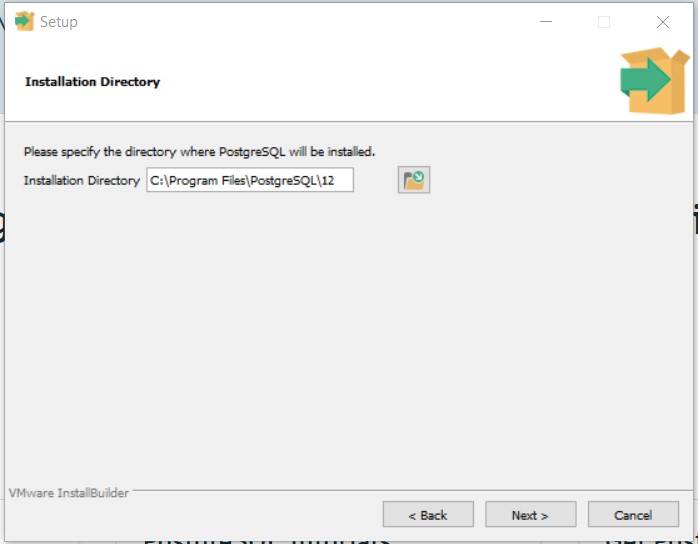 Setup
Installation Directory
Please specify the directory where PostgreSQL will be installed.
Installation Directory C:\Program Files\PostgreSQL\12
VMware InstallBuilder
< Back Next > Cancel